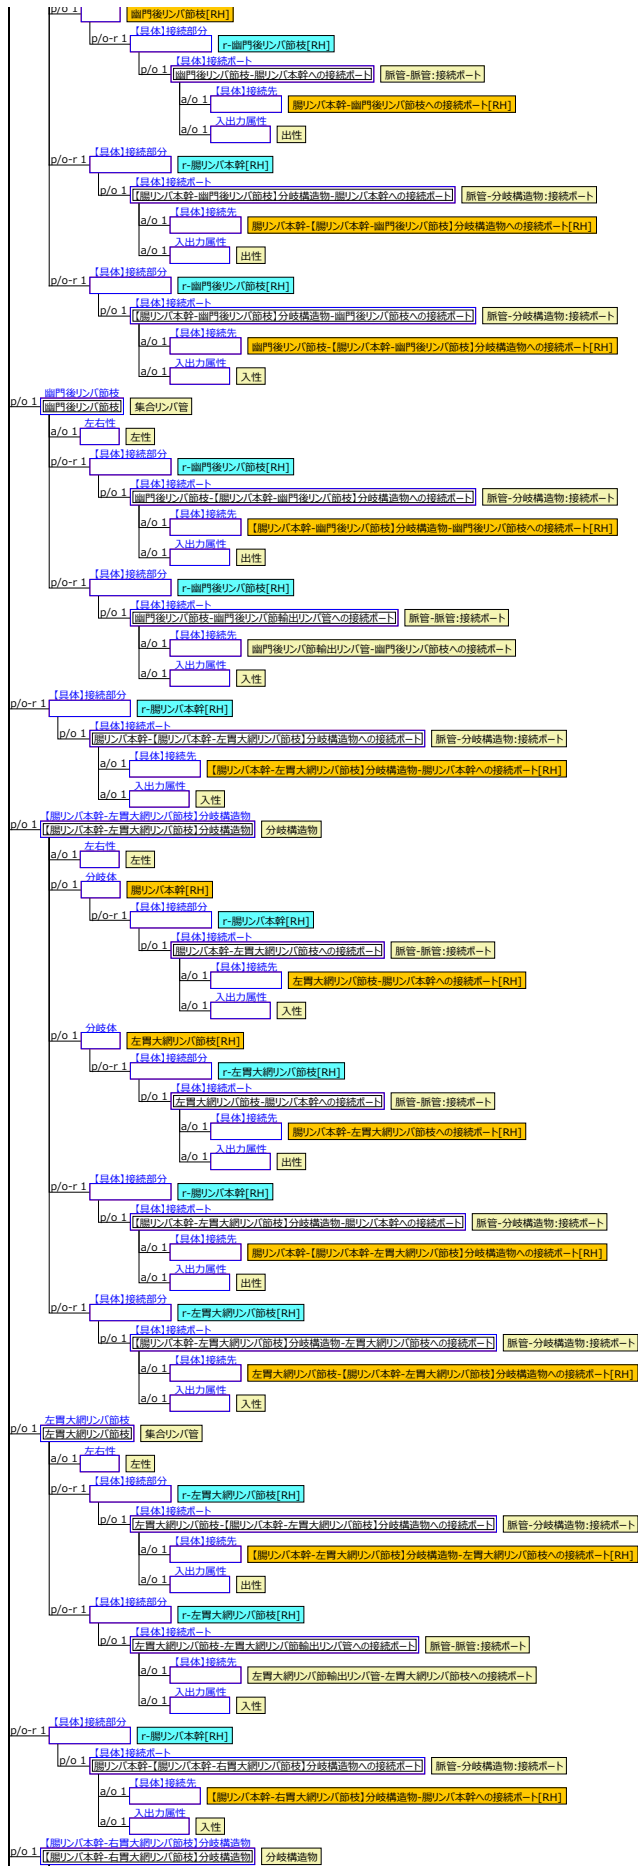 p/o 1 幽門後リンパ節枝[RH]
【具体】接続部分
p/o-r 1 r-幽門後リンパ節枝[RH]
【具体】接続ポート
p/o 1 幽門後リンパ節枝-腸リンパ本幹への接続ポート 脈管-脈管:接続ポート
【具体】接続先
a/o 1 腸リンパ本幹-幽門後リンパ節枝への接続ポート[RH]
入出力属性
a/o 1 出性
【具体】接続部分
p/o-r 1 r-腸リンパ本幹[RH]
【具体】接続ポート
p/o 1 【腸リンパ本幹-幽門後リンパ節枝】分岐構造物-腸リンパ本幹への接続ポート 脈管-分岐構造物:接続ポート
【具体】接続先
a/o 1 腸リンパ本幹-【腸リンパ本幹-幽門後リンパ節枝】分岐構造物への接続ポート[RH]
入出力属性
a/o 1 出性
【具体】接続部分
p/o-r 1 r-幽門後リンパ節枝[RH]
【具体】接続ポート
p/o 1 【腸リンパ本幹-幽門後リンパ節枝】分岐構造物-幽門後リンパ節枝への接続ポート 脈管-分岐構造物:接続ポート
【具体】接続先
a/o 1 幽門後リンパ節枝-【腸リンパ本幹-幽門後リンパ節枝】分岐構造物への接続ポート[RH]
入出力属性
a/o 1 入性
幽門後リンパ節枝
p/o 1 幽門後リンパ節枝 集合リンパ管
左右性
a/o 1 左性
【具体】接続部分
p/o-r 1 r-幽門後リンパ節枝[RH]
【具体】接続ポート
p/o 1 幽門後リンパ節枝-【腸リンパ本幹-幽門後リンパ節枝】分岐構造物への接続ポート 脈管-分岐構造物:接続ポート
【具体】接続先
a/o 1 【腸リンパ本幹-幽門後リンパ節枝】分岐構造物-幽門後リンパ節枝への接続ポート[RH]
入出力属性
a/o 1 出性
【具体】接続部分
p/o-r 1 r-幽門後リンパ節枝[RH]
【具体】接続ポート
p/o 1 幽門後リンパ節枝-幽門後リンパ節輸出リンパ管への接続ポート 脈管-脈管:接続ポート
【具体】接続先
a/o 1 幽門後リンパ節輸出リンパ管-幽門後リンパ節枝への接続ポート
入出力属性
a/o 1 入性
【具体】接続部分
p/o-r 1 r-腸リンパ本幹[RH]
【具体】接続ポート
p/o 1 腸リンパ本幹-【腸リンパ本幹-左胃大網リンパ節枝】分岐構造物への接続ポート 脈管-分岐構造物:接続ポート
【具体】接続先
a/o 1 【腸リンパ本幹-左胃大網リンパ節枝】分岐構造物-腸リンパ本幹への接続ポート[RH]
入出力属性
a/o 1 入性
【腸リンパ本幹-左胃大網リンパ節枝】分岐構造物
p/o 1 【腸リンパ本幹-左胃大網リンパ節枝】分岐構造物 分岐構造物
左右性
a/o 1 左性
分岐体
p/o 1 腸リンパ本幹[RH]
【具体】接続部分
p/o-r 1 r-腸リンパ本幹[RH]
【具体】接続ポート
p/o 1 腸リンパ本幹-左胃大網リンパ節枝への接続ポート 脈管-脈管:接続ポート
【具体】接続先
a/o 1 左胃大網リンパ節枝-腸リンパ本幹への接続ポート[RH]
入出力属性
a/o 1 入性
分岐体
p/o 1 左胃大網リンパ節枝[RH]
【具体】接続部分
p/o-r 1 r-左胃大網リンパ節枝[RH]
【具体】接続ポート
p/o 1 左胃大網リンパ節枝-腸リンパ本幹への接続ポート 脈管-脈管:接続ポート
【具体】接続先
a/o 1 腸リンパ本幹-左胃大網リンパ節枝への接続ポート[RH]
入出力属性
a/o 1 出性
【具体】接続部分
p/o-r 1 r-腸リンパ本幹[RH]
【具体】接続ポート
p/o 1 【腸リンパ本幹-左胃大網リンパ節枝】分岐構造物-腸リンパ本幹への接続ポート 脈管-分岐構造物:接続ポート
【具体】接続先
a/o 1 腸リンパ本幹-【腸リンパ本幹-左胃大網リンパ節枝】分岐構造物への接続ポート[RH]
入出力属性
a/o 1 出性
【具体】接続部分
p/o-r 1 r-左胃大網リンパ節枝[RH]
【具体】接続ポート
p/o 1 【腸リンパ本幹-左胃大網リンパ節枝】分岐構造物-左胃大網リンパ節枝への接続ポート 脈管-分岐構造物:接続ポート
【具体】接続先
a/o 1 左胃大網リンパ節枝-【腸リンパ本幹-左胃大網リンパ節枝】分岐構造物への接続ポート[RH]
入出力属性
a/o 1 入性
左胃大網リンパ節枝
p/o 1 左胃大網リンパ節枝 集合リンパ管
左右性
a/o 1 左性
【具体】接続部分
p/o-r 1 r-左胃大網リンパ節枝[RH]
【具体】接続ポート
p/o 1 左胃大網リンパ節枝-【腸リンパ本幹-左胃大網リンパ節枝】分岐構造物への接続ポート 脈管-分岐構造物:接続ポート
【具体】接続先
a/o 1 【腸リンパ本幹-左胃大網リンパ節枝】分岐構造物-左胃大網リンパ節枝への接続ポート[RH]
入出力属性
a/o 1 出性
【具体】接続部分
p/o-r 1 r-左胃大網リンパ節枝[RH]
【具体】接続ポート
p/o 1 左胃大網リンパ節枝-左胃大網リンパ節輸出リンパ管への接続ポート 脈管-脈管:接続ポート
【具体】接続先
a/o 1 左胃大網リンパ節輸出リンパ管-左胃大網リンパ節枝への接続ポート
入出力属性
a/o 1 入性
【具体】接続部分
p/o-r 1 r-腸リンパ本幹[RH]
【具体】接続ポート
p/o 1 腸リンパ本幹-【腸リンパ本幹-右胃大網リンパ節枝】分岐構造物への接続ポート 脈管-分岐構造物:接続ポート
【具体】接続先
a/o 1 【腸リンパ本幹-右胃大網リンパ節枝】分岐構造物-腸リンパ本幹への接続ポート[RH]
入出力属性
a/o 1 入性
【腸リンパ本幹-右胃大網リンパ節枝】分岐構造物
p/o 1 【腸リンパ本幹-右胃大網リンパ節枝】分岐構造物 分岐構造物